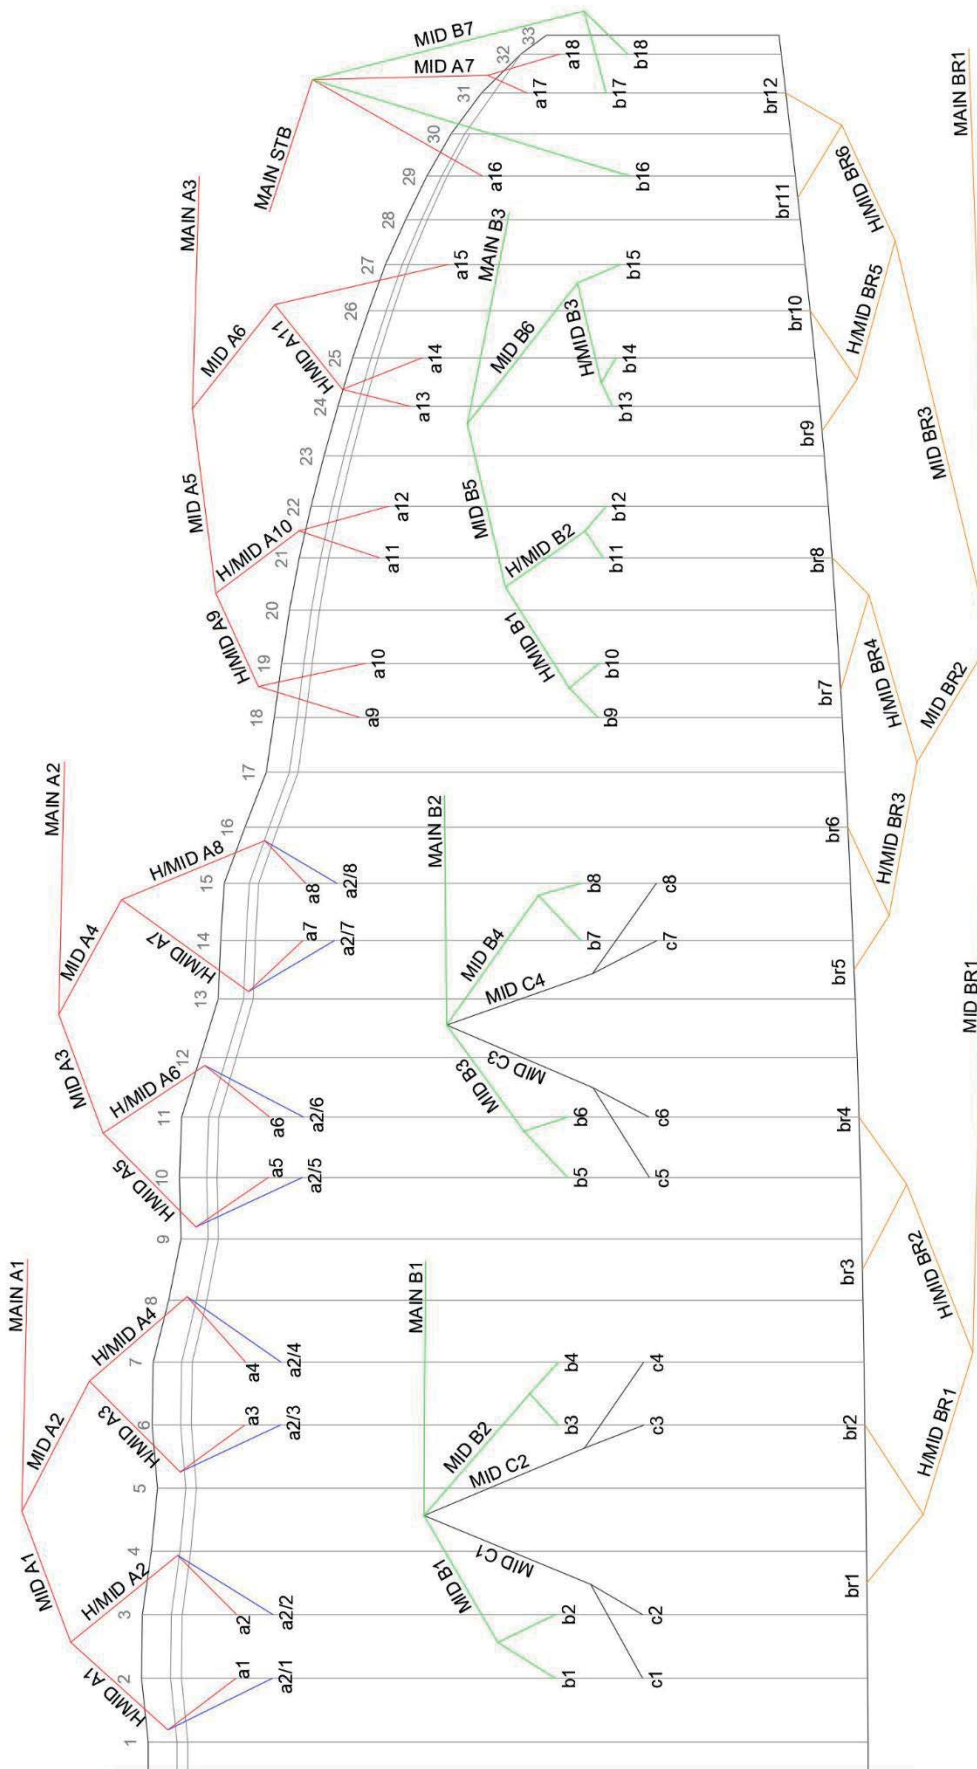 MAIN A1
MID A1
MID A2
H/MID A1
H/MID A2
H/MID A3
H/MID A4
MAIN A2
MID A3
MID A4
H/MID A5
H/MID A6
H/MID A7
H/MID A8
MAIN A3
MID A5
MID A6
H/MID A9
H/MID A10
H/MID A11
MAIN STB
MID A7
MID B7
1
2
3
4
5
6
7
8
9
10
11
12
13
14
15
16
17
18
19
20
21
22
23
24
25
26
27
28
29
30
31
32
33
a1
a2
a3
a4
a5
a6
a7
a8
a9
a10
a11
a12
a13
a14
a15
a16
a17
a18
a2/1
a2/2
a2/3
a2/4
a2/5
a2/6
a2/7
a2/8
MAIN B1
MID B1
MID B2
MID C1
MID C2
MAIN B2
MID B3
MID B4
MID C3
MID C4
MAIN B3
MID B5
MID B6
H/MID B1
H/MID B2
H/MID B3
b1
b2
b3
b4
b5
b6
b7
b8
b9
b10
b11
b12
b13
b14
b15
b16
b17
b18
c1
c2
c3
c4
c5
c6
c7
c8
br1
br2
br3
br4
br5
br6
br7
br8
br9
br10
br11
br12
H/MID BR1
H/MID BR2
H/MID BR3
H/MID BR4
H/MID BR5
H/MID BR6
MID BR1
MID BR2
MID BR3
MAIN BR1